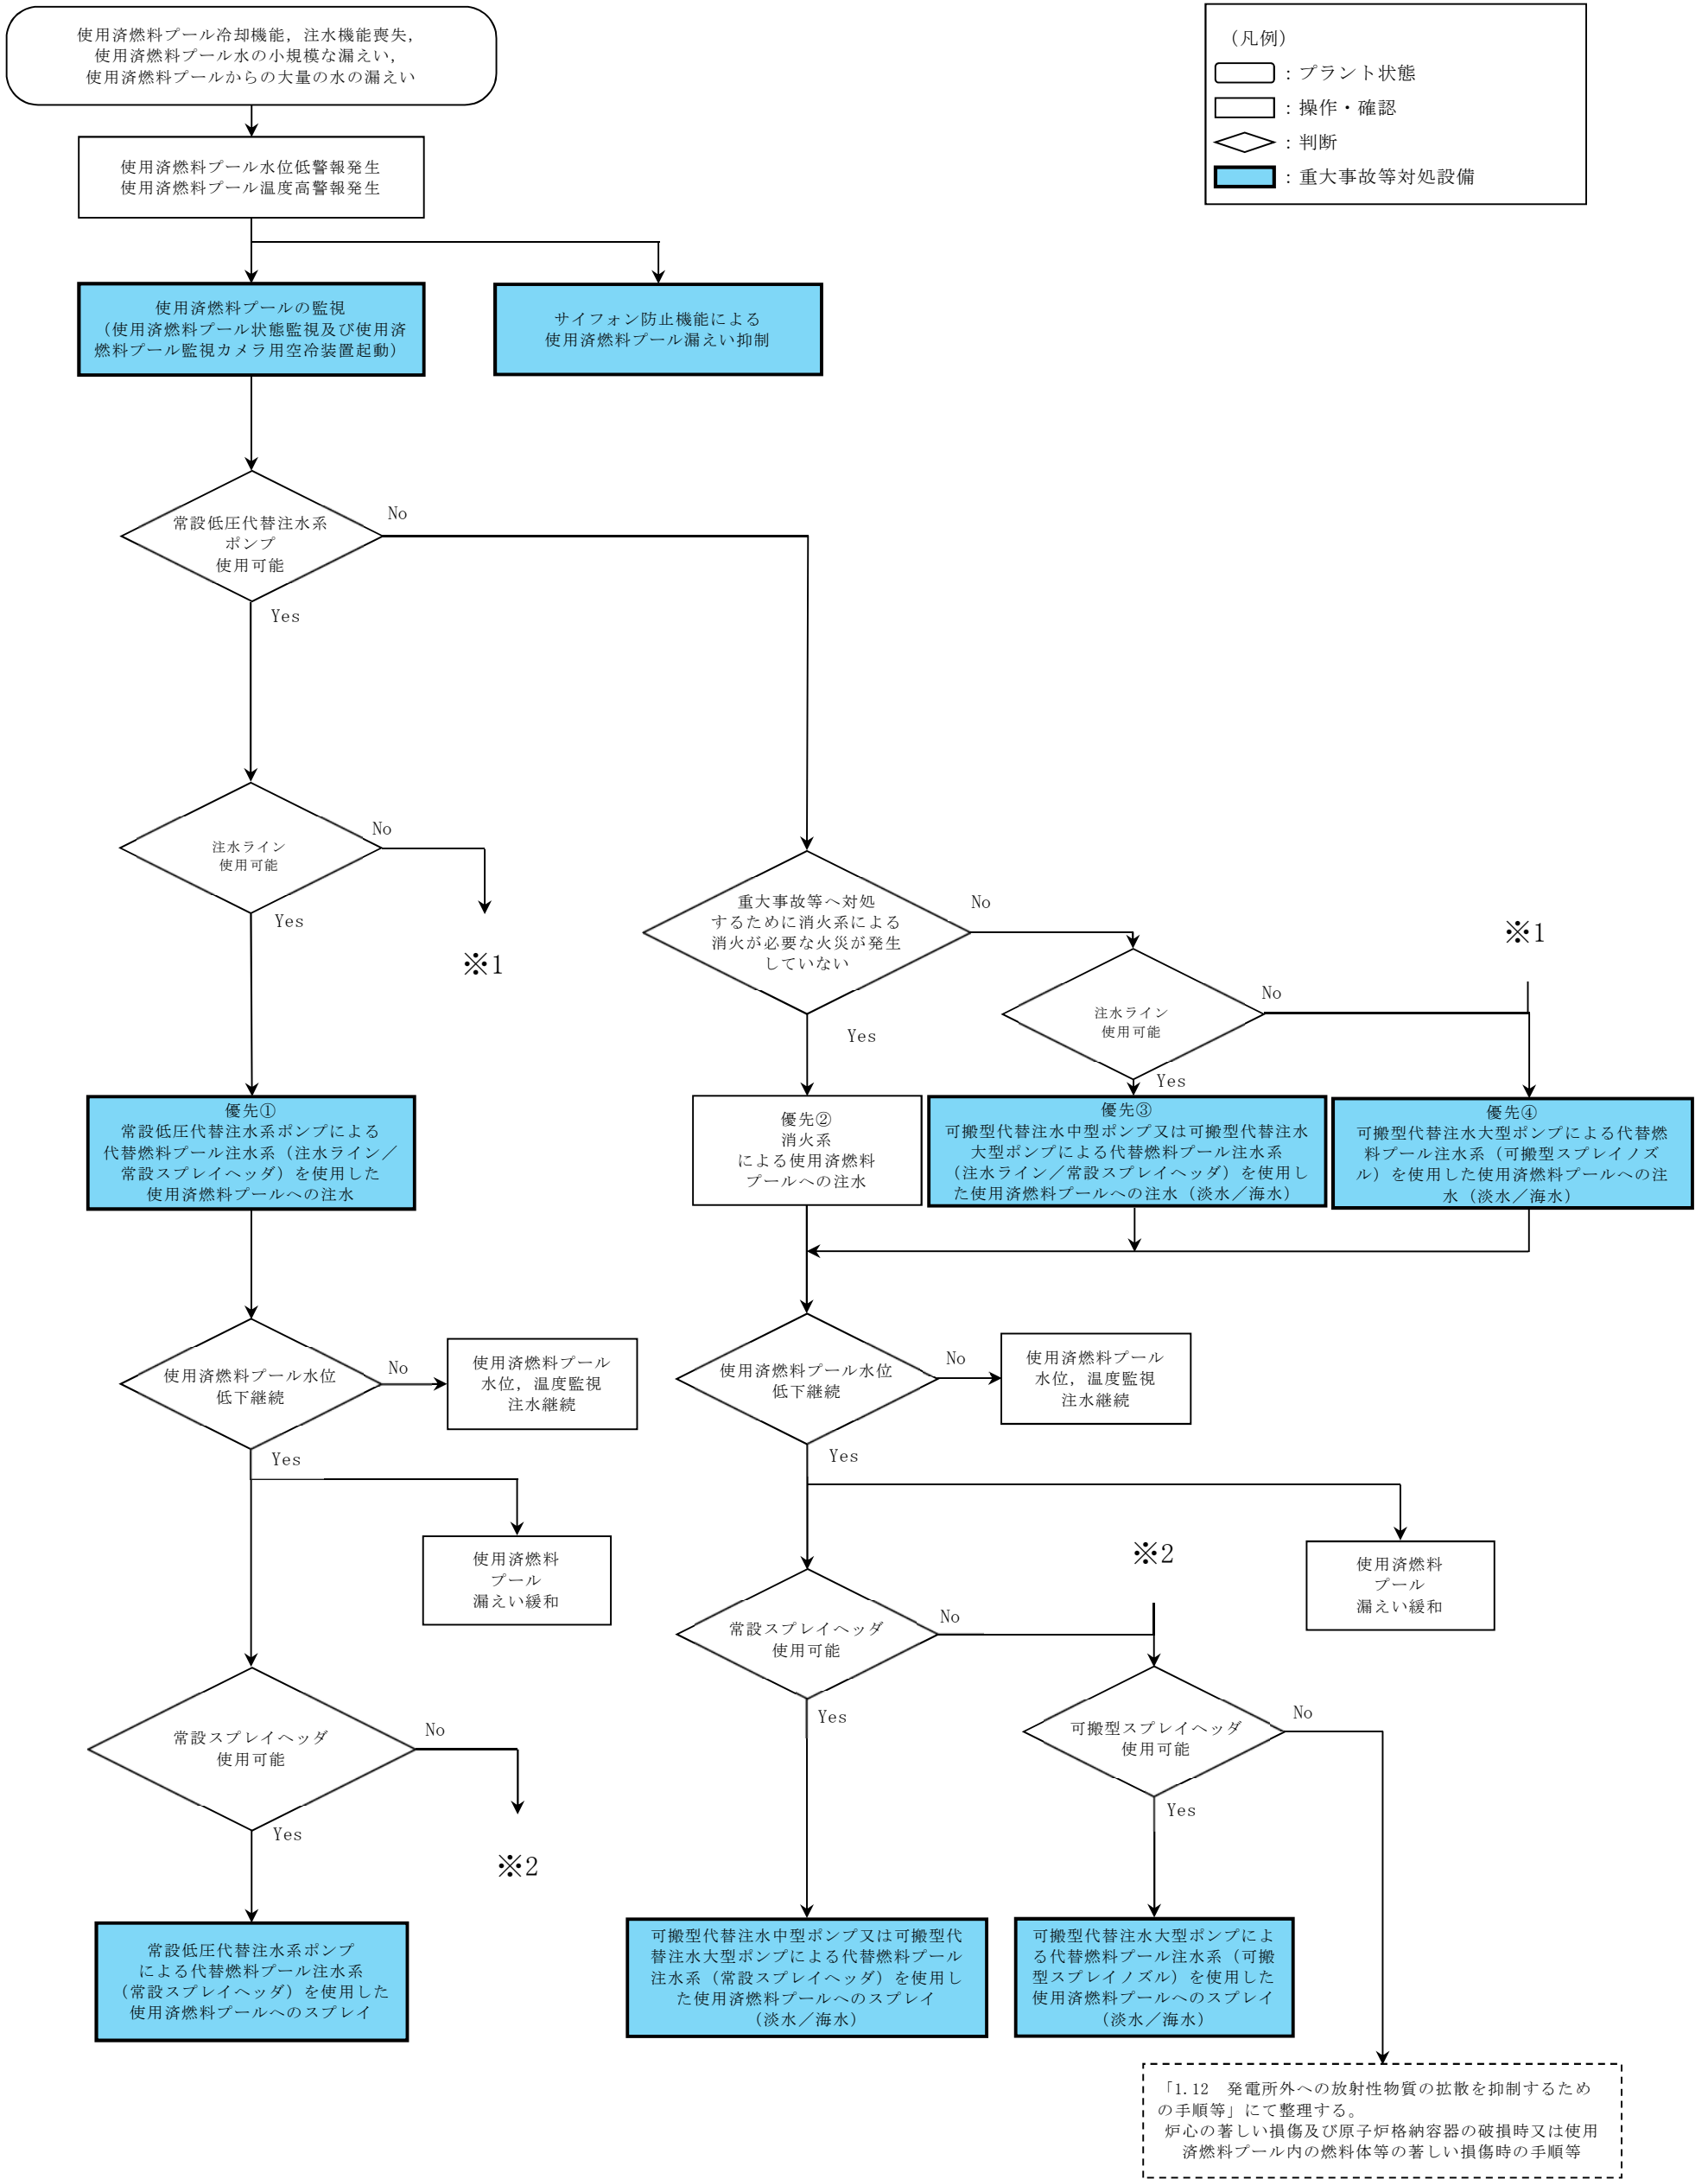 使用済燃料プール冷却機能，注水機能喪失，
使用済燃料プール水の小規模な漏えい，
使用済燃料プールからの大量の水の漏えい
（凡例）
：プラント状態
：操作・確認
：判断
：重大事故等対処設備
使用済燃料プール水位低警報発生
使用済燃料プール温度高警報発生
使用済燃料プールの監視
（使用済燃料プール状態監視及び使用済
燃料プール監視カメラ用空冷装置起動）
サイフォン防止機能による
使用済燃料プール漏えい抑制
常設低圧代替注水系
ポンプ
使用可能
No
Yes
注水ライン
使用可能
No
Yes
※1
重大事故等へ対処
するために消火系による
消火が必要な火災が発生
していない
No
Yes
注水ライン
使用可能
No
Yes
※1
優先①
常設低圧代替注水系ポンプによる
代替燃料プール注水系（注水ライン／
常設スプレイヘッダ）を使用した
使用済燃料プールへの注水
優先②
消火系
による使用済燃料
プールへの注水
優先③
可搬型代替注水中型ポンプ又は可搬型代替注水
大型ポンプによる代替燃料プール注水系
（注水ライン／常設スプレイヘッダ）を使用し
た使用済燃料プールへの注水（淡水／海水）
優先④
可搬型代替注水大型ポンプによる代替燃
料プール注水系（可搬型スプレイノズ
ル）を使用した使用済燃料プールへの注
水（淡水／海水）
使用済燃料プール水位
低下継続
No
Yes
使用済燃料プール
水位，温度監視
注水継続
使用済燃料プール水位
低下継続
No
Yes
使用済燃料プール
水位，温度監視
注水継続
使用済燃料
プール
漏えい緩和
使用済燃料
プール
漏えい緩和
常設スプレイヘッダ
使用可能
No
Yes
※2
常設スプレイヘッダ
使用可能
No
Yes
※2
可搬型スプレイヘッダ
使用可能
No
Yes
常設低圧代替注水系ポンプ
による代替燃料プール注水系
（常設スプレイヘッダ）を使用した
使用済燃料プールへのスプレイ
可搬型代替注水中型ポンプ又は可搬型代
替注水大型ポンプによる代替燃料プール
注水系（常設スプレイヘッダ）を使用し
た使用済燃料プールへのスプレイ
（淡水／海水）
可搬型代替注水大型ポンプによ
る代替燃料プール注水系（可搬
型スプレイノズル）を使用した
使用済燃料プールへのスプレイ
（淡水／海水）
「1.12　発電所外への放射性物質の拡散を抑制するため
の手順等」にて整理する。
炉心の著しい損傷及び原子炉格納容器の破損時又は使用
済燃料プール内の燃料体等の著しい損傷時の手順等